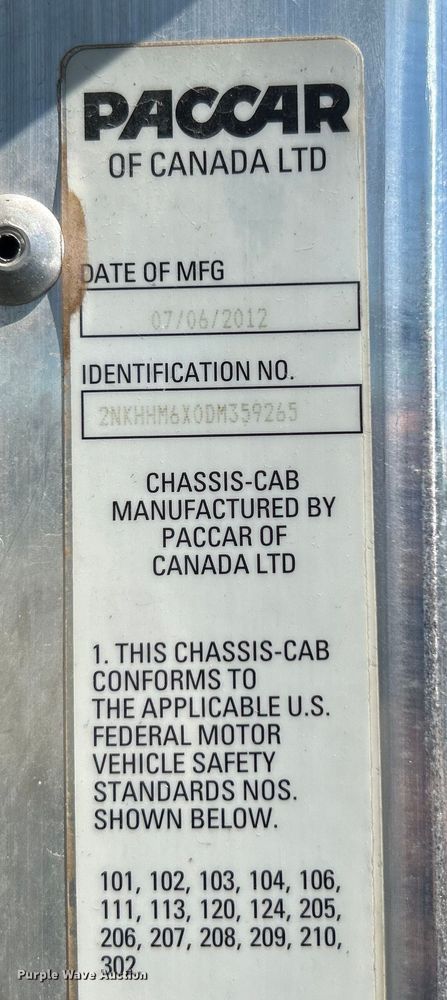 PACCAR
OF CANADA LTD
DATE OF MFG
07/06/2012
IDENTIFICATION NO.
2NKHHM6X0DM359265
CHASSIS-CAB
MANUFACTURED BY
PACCAR OF
CANADA LTD
1. THIS CHASSIS-CAB
CONFORMS TO
THE APPLICABLE U.S.
FEDERAL MOTOR
VEHICLE SAFETY
STANDARDS NOS.
SHOWN BELOW.
101, 102, 103, 104, 106,
111, 113, 120, 124, 205,
206, 207, 208, 209, 210,
302
Purple Wave Auction